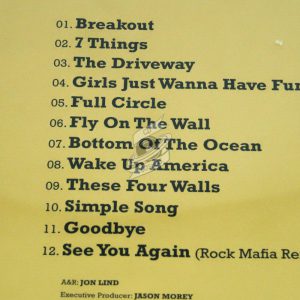 01. Breakout
02. 7 Things
03. The Driveway
04. Girls Just Wanna Have Fun
05. Full Circle
06. Fly On The Wall
07. Bottom Of The Ocean
08. Wake Up America
09. These Four Walls
10. Simple Song
11. Goodbye
12. See You Again (Rock Mafia Re
A&R: JON LIND
Executive Producer: JASON MOREY